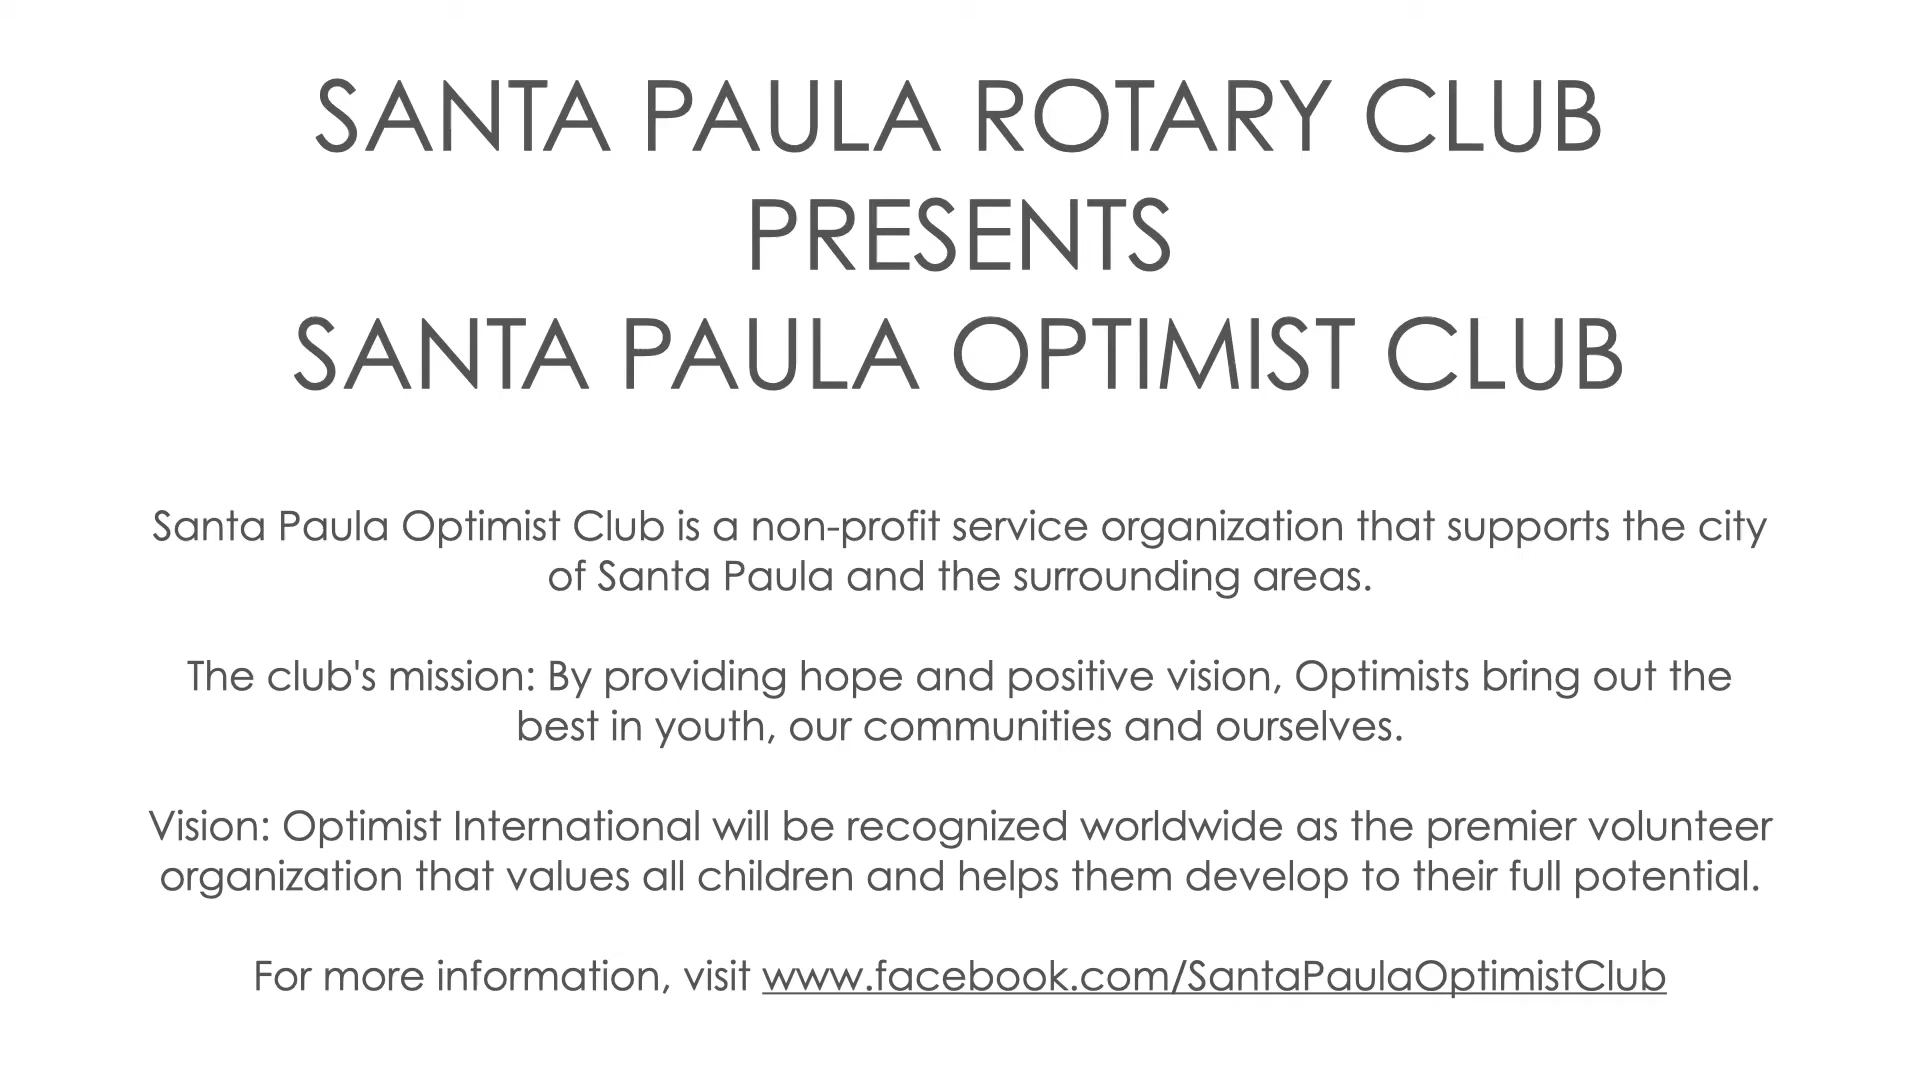 SANTA PAULA ROTARY CLUB
PRESENTS
SANTA PAULA OPTIMIST CLUB
Santa Paula Optimist Club is a non-profit service organization that supports the city
of Santa Paula and the surrounding areas.
The club's mission: By providing hope and positive vision, Optimists bring out the
best in youth, our communities and ourselves.
Vision: Optimist International will be recognized worldwide as the premier volunteer
organization that values all children and helps them develop to their full potential.
For more information, visit www.facebook.com/SantaPaulaOptimistClub